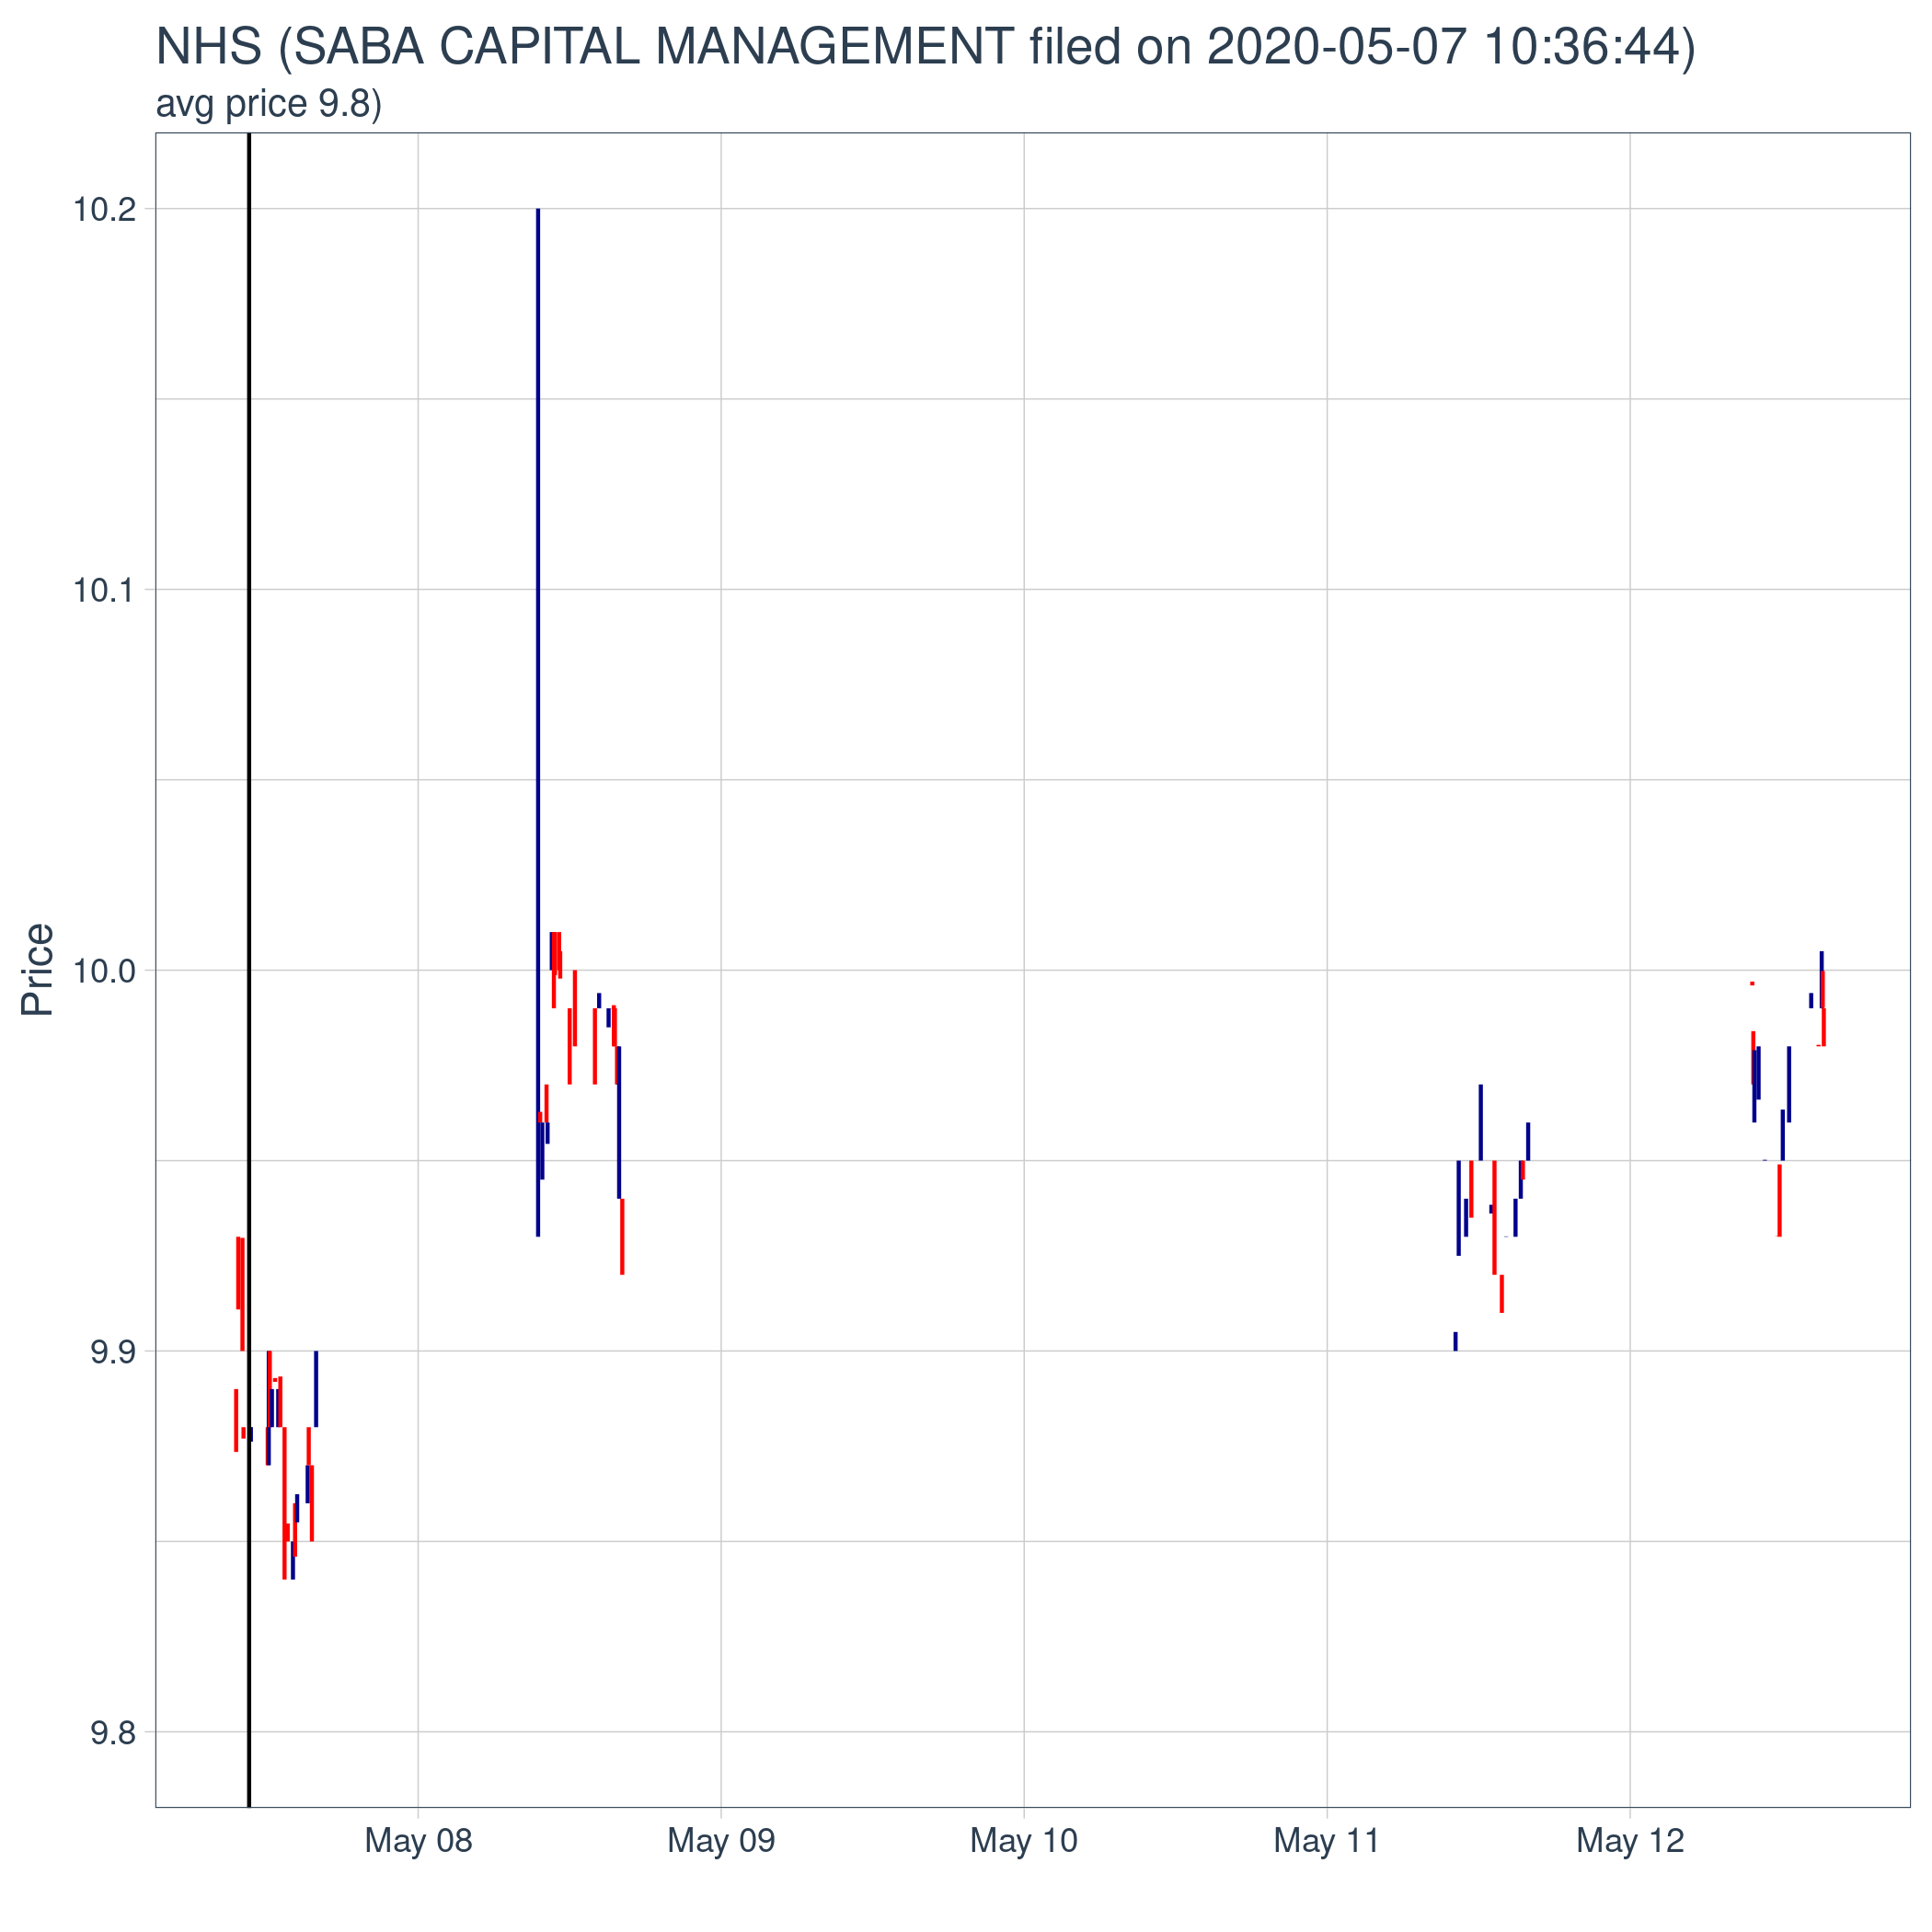 NHS (SABA CAPITAL MANAGEMENT filed on 2020-05-07 10:36:44)
avg price 9.8)
10.2
10.1
10.0
9.9
9.8
Price
May 08 May 09 May 10 May 11 May 12